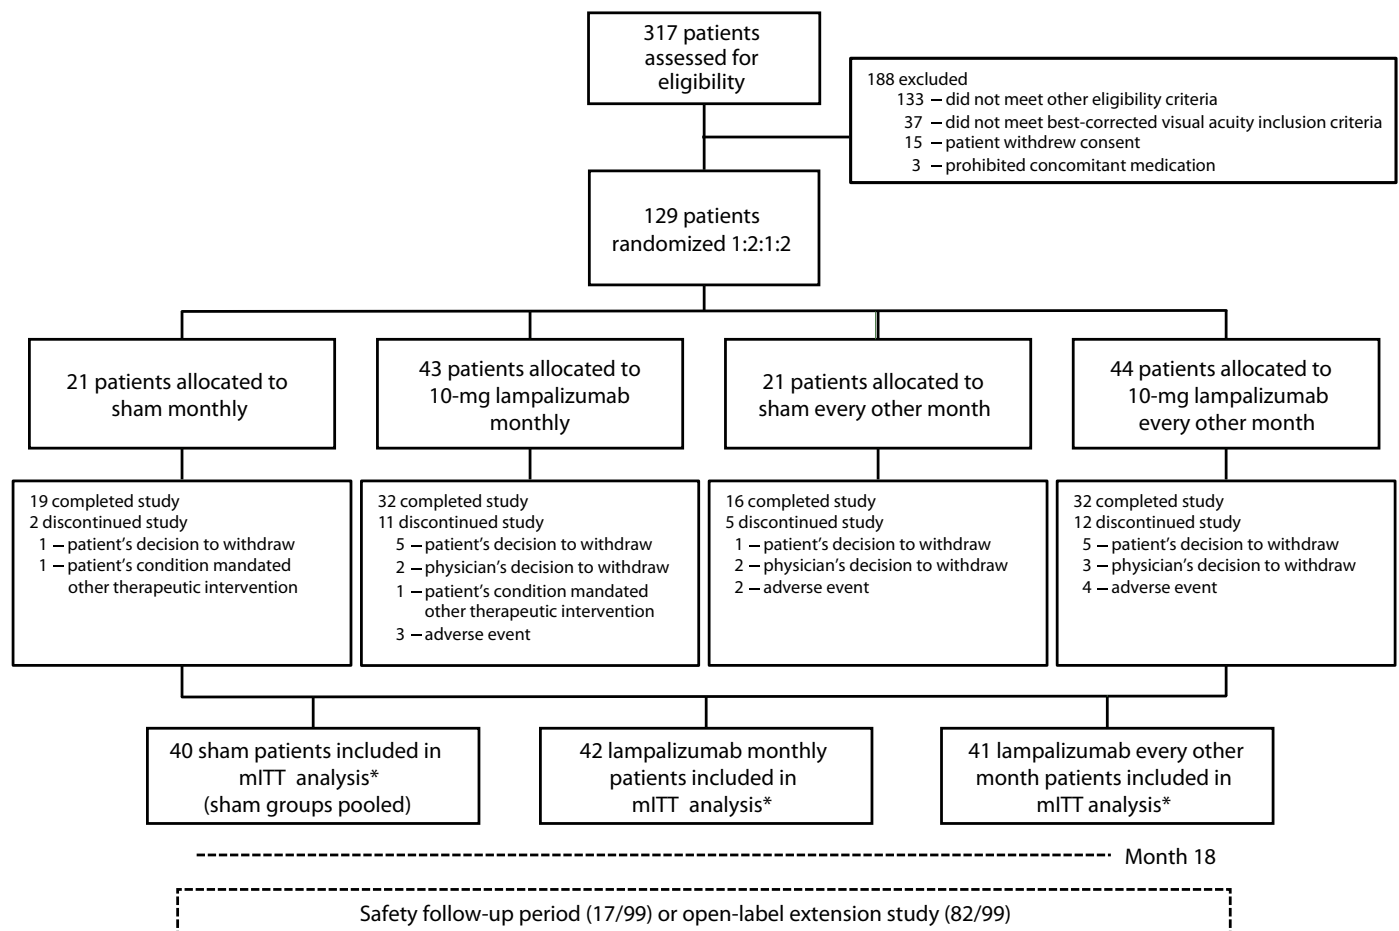 317 patients
assessed for
eligibility
188 excluded
133 – did not meet other eligibility criteria
37 – did not meet best-corrected visual acuity inclusion criteria
15 – patient withdrew consent
3 – prohibited concomitant medication
129 patients
randomized 1:2:1:2
21 patients allocated to
sham monthly
43 patients allocated to
10-mg lampalizumab
monthly
21 patients allocated to
sham every other month
44 patients allocated to
10-mg lampalizumab
every other month
19 completed study
2 discontinued study
1 – patient's decision to withdraw
1 – patient's condition mandated
other therapeutic intervention
32 completed study
11 discontinued study
5 – patient's decision to withdraw
2 – physician's decision to withdraw
1 – patient's condition mandated
other therapeutic intervention
3 – adverse event
16 completed study
5 discontinued study
1 – patient's decision to withdraw
2 – physician's decision to withdraw
2 – adverse event
32 completed study
12 discontinued study
5 – patient's decision to withdraw
3 – physician's decision to withdraw
4 – adverse event
40 sham patients included in
mITT analysis*
(sham groups pooled)
42 lampalizumab monthly
patients included in
mITT analysis*
41 lampalizumab every other
month patients included in
mITT analysis*
Month 18
Safety follow-up period (17/99) or open-label extension study (82/99)